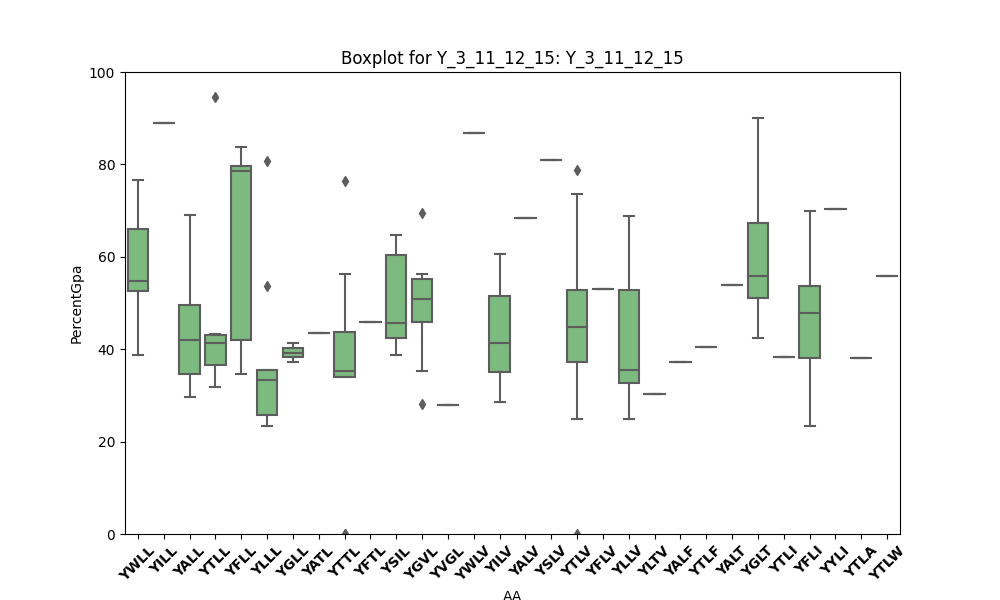 Boxplot for Y_3_11_12_15: Y_3_11_12_15
100
80
60
40
20
0
PercentGpa
YWLL YILL YALL YTLL YFLL YLLL YGLL YATL YTTL YFTL YSIL YGVL YVGL YWLV YILV YALV YSLV YTLV YFLV YLLV YLTV YALF YTLF YALT YGLT YTLI YFLI YYLI YTLA YTLW
AA